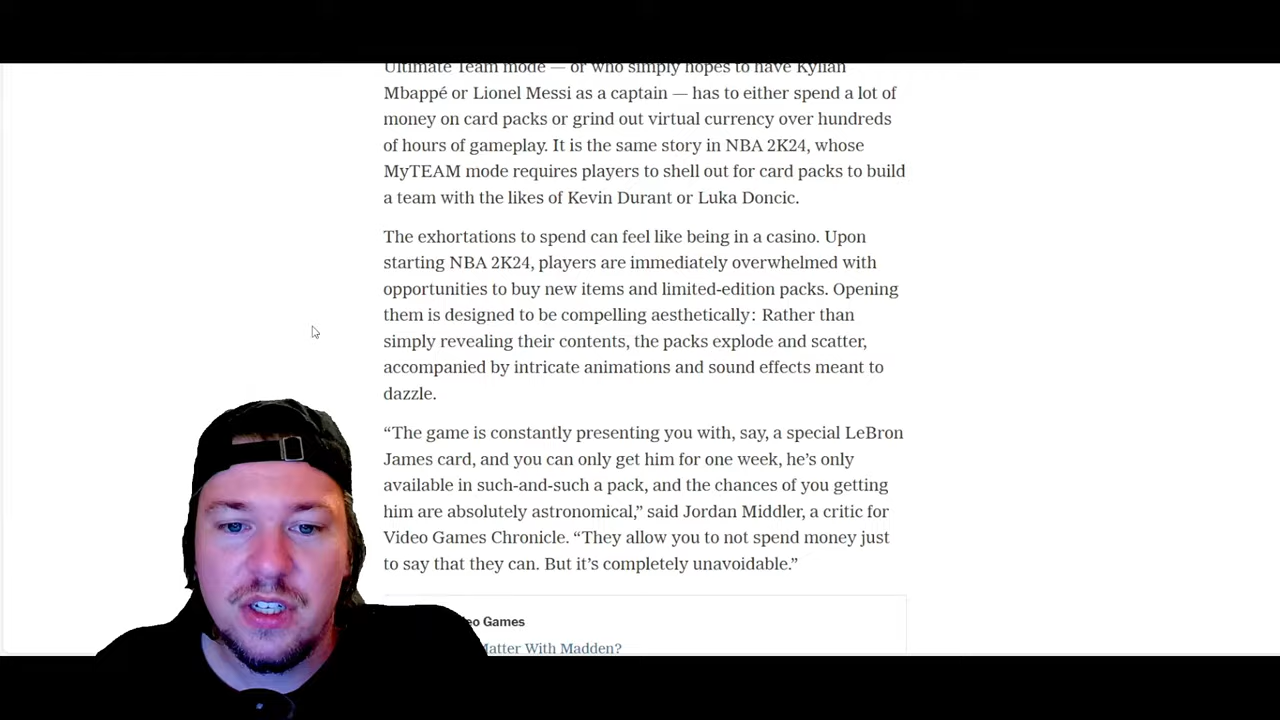 Ultimate Team mode — or who simply hopes to have Kylian
Mbappé or Lionel Messi as a captain — has to either spend a lot of
money on card packs or grind out virtual currency over hundreds
of hours of gameplay. It is the same story in NBA 2K24, whose
MyTEAM mode requires players to shell out for card packs to build
a team with the likes of Kevin Durant or Luka Doncic.
The exhortations to spend can feel like being in a casino. Upon
starting NBA 2K24, players are immediately overwhelmed with
opportunities to buy new items and limited-edition packs. Opening
them is designed to be compelling aesthetically: Rather than
simply revealing their contents, the packs explode and scatter,
accompanied by intricate animations and sound effects meant to
dazzle.
“The game is constantly presenting you with, say, a special LeBron
James card, and you can only get him for one week, he’s only
available in such-and-such a pack, and the chances of you getting
him are absolutely astronomical,” said Jordan Middler, a critic for
Video Games Chronicle. “They allow you to not spend money just
to say that they can. But it’s completely unavoidable.”
Games
With Madden?